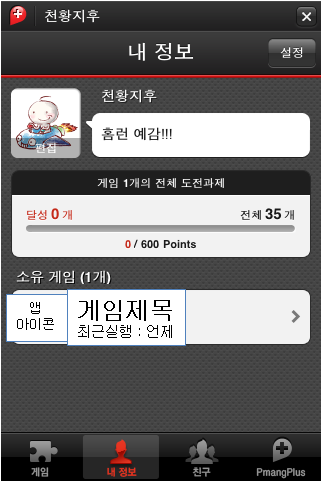 천황지후
내 정보
설정
천황지후
편집
홈런 예감!!!
게임 1개의 전체 도전과제
달성 0 개
전체 35 개
0 / 600 Points
소유 게임 (1개)
앱
아이콘
게임제목
최근실행 : 언제
게임
내 정보
친구
PmangPlus